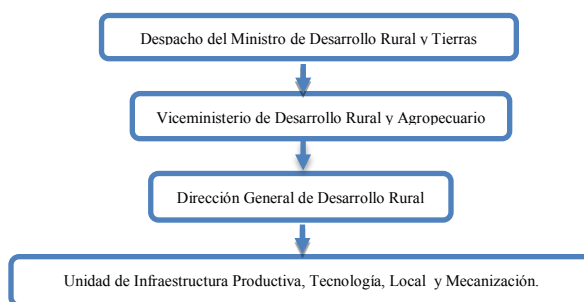 Despacho del Ministro de Desarrollo Rural y Tierras
Viceministerio de Desarrollo Rural y Agropecuario
Dirección General de Desarrollo Rural
Unidad de Infraestructura Productiva, Tecnología, Local y Mecanización.